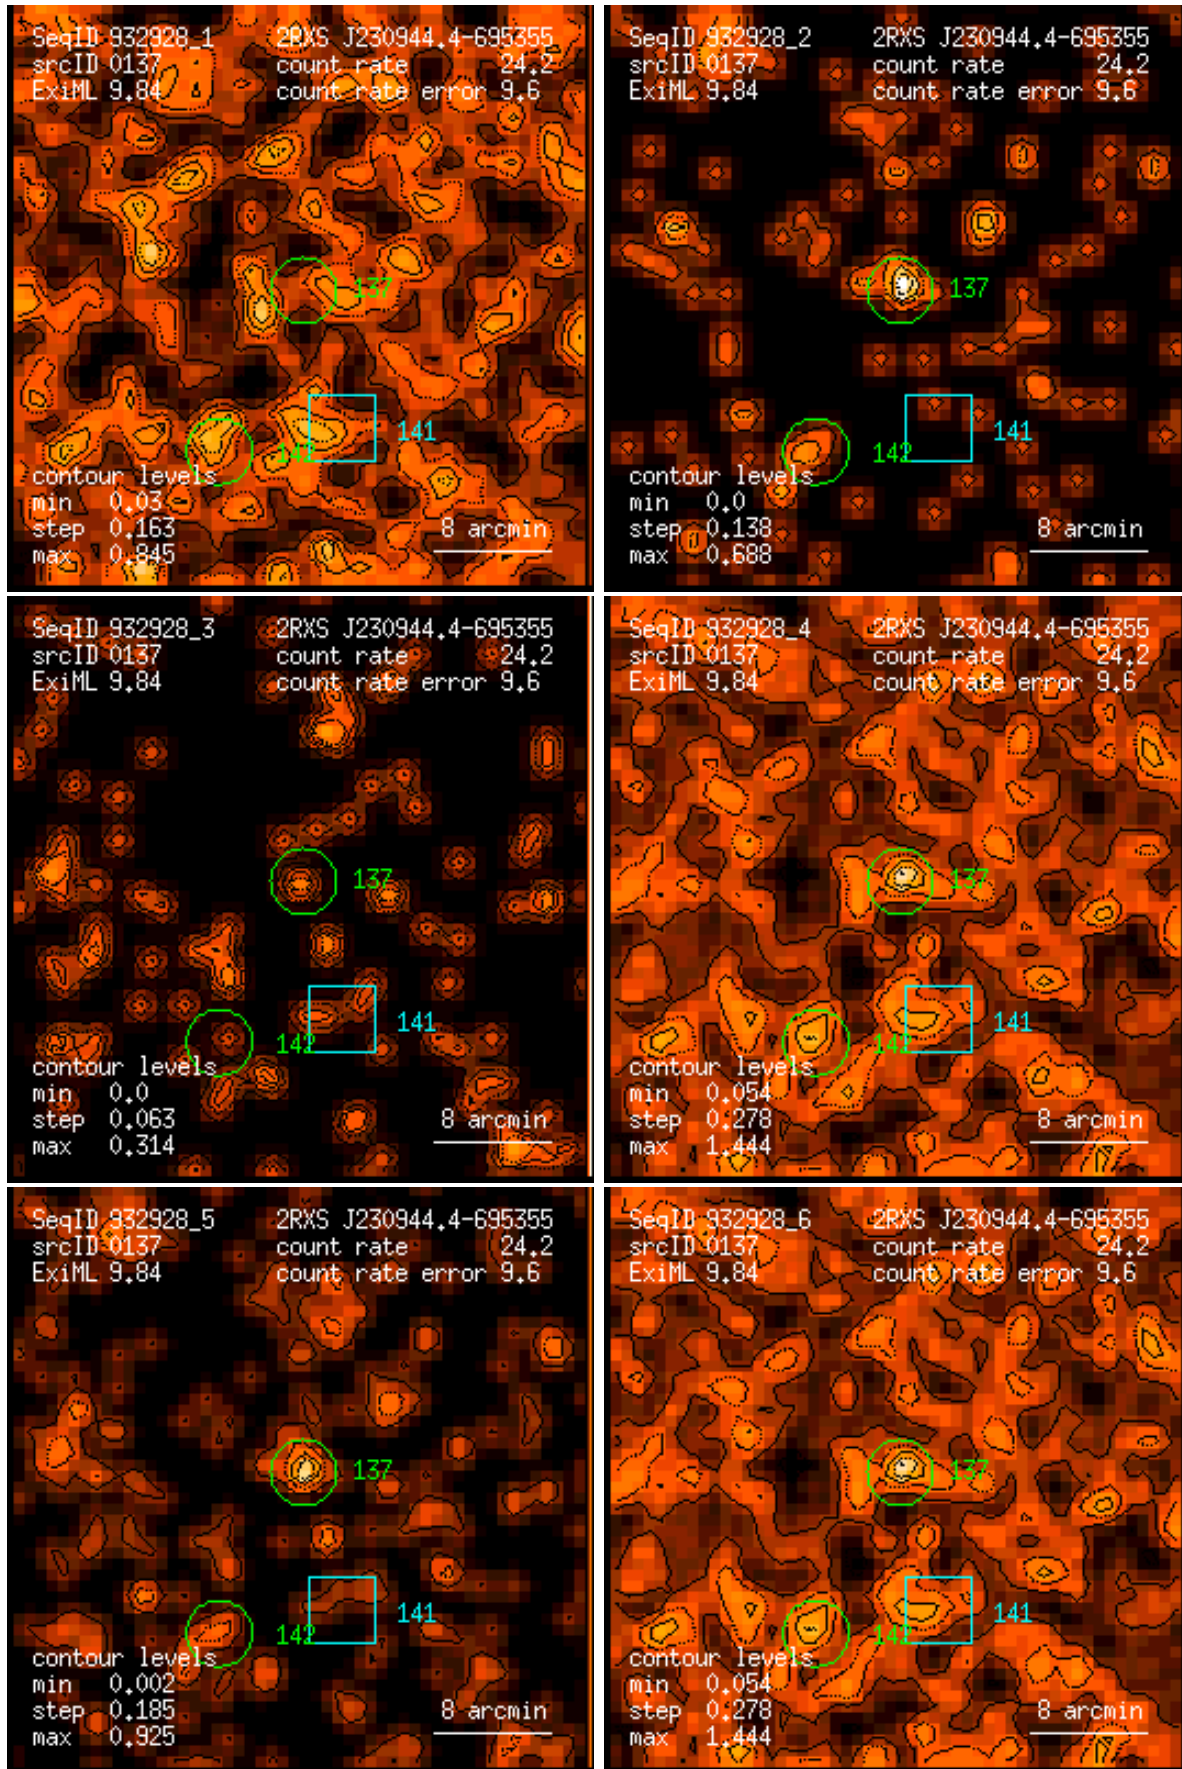 SeqID 932928_1 2RXS J230944.4-695355
srcID 0137 count rate 24.2
ExiML 9.84 count rate error 9.6
137
141
142
contour levels
min 0.03
step 0.163 8 arcmin
max 0.845
SeqID 932928_2 2RXS J230944.4-695355
srcID 0137 count rate 24.2
ExiML 9.84 count rate error 9.6
137
141
142
contour levels
min 0.0
step 0.138 8 arcmin
max 0.688
SeqID 932928_3 2RXS J230944.4-695355
srcID 0137 count rate 24.2
ExiML 9.84 count rate error 9.6
137
141
142
contour levels
min 0.0
step 0.063 8 arcmin
max 0.314
SeqID 932928_4 2RXS J230944.4-695355
srcID 0137 count rate 24.2
ExiML 9.84 count rate error 9.6
137
141
142
contour levels
min 0.054
step 0.278 8 arcmin
max 1.444
SeqID 932928_5 2RXS J230944.4-695355
srcID 0137 count rate 24.2
ExiML 9.84 count rate error 9.6
137
141
142
contour levels
min 0.002
step 0.185 8 arcmin
max 0.925
SeqID 932928_6 2RXS J230944.4-695355
srcID 0137 count rate 24.2
ExiML 9.84 count rate error 9.6
137
141
142
contour levels
min 0.054
step 0.278 8 arcmin
max 1.444